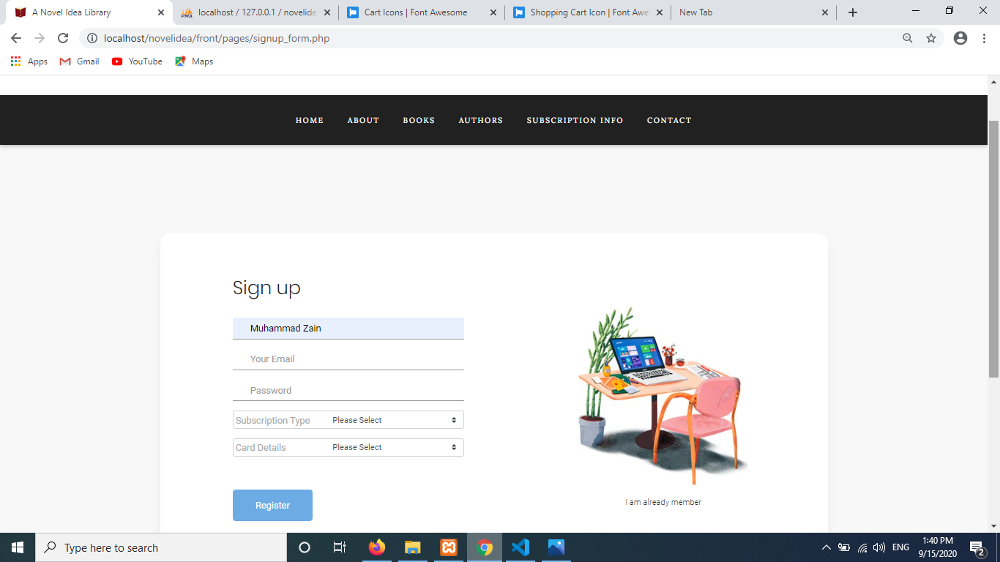 A Novel Idea Library
localhost / 127.0.0.1 / novelide
Cart Icons | Font Awesome
Shopping Cart Icon | Font Awe
New Tab
localhost/novelidea/front/pages/signup_form.php
Apps
Gmail
YouTube
Maps
HOME
ABOUT
BOOKS
AUTHORS
SUBSCRIPTION INFO
CONTACT
Sign up
Muhammad Zain
Your Email
Password
Subscription Type
Please Select
Card Details
Please Select
Register
I am already member
Type here to search
ENG
1:40 PM
9/15/2020
2